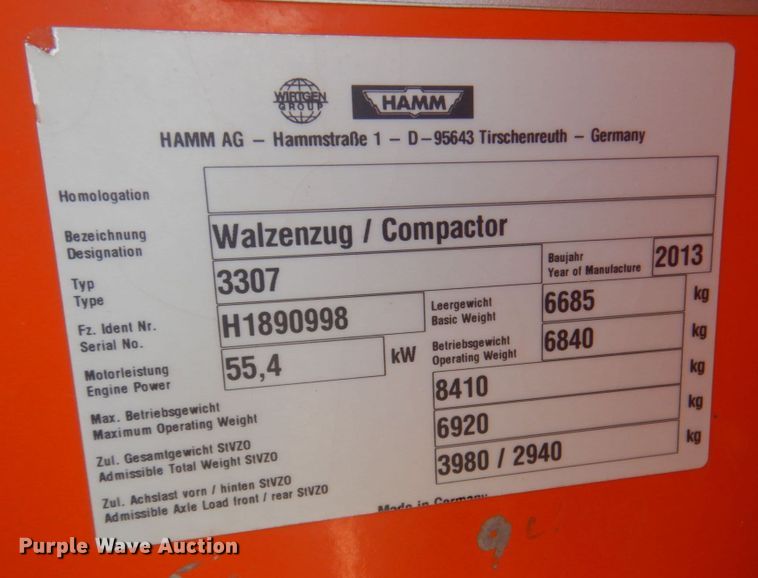 WIRTGEN
GROUP
HAMM
HAMM AG – Hammstraße 1 – D–95643 Tirschenreuth – Germany
Homologation
Bezeichnung
Designation
Walzenzug / Compactor
Typ
Type
3307
Baujahr
Year of Manufacture
2013
Fz. Ident Nr.
Serial No.
H1890998
Leergewicht
Basic Weight
6685 kg
Motorleistung
Engine Power
55,4 kW
Betriebsgewicht
Operating Weight
6840 kg
Max. Betriebsgewicht
Maximum Operating Weight
8410 kg
Zul. Gesamtgewicht StVZO
Admissible Total Weight StVZO
6920 kg
Zul. Achslast vorn / hinten StVZO
Admissible Axle Load front / rear StVZO
3980 / 2940 kg
Made in Germany
Purple Wave Auction